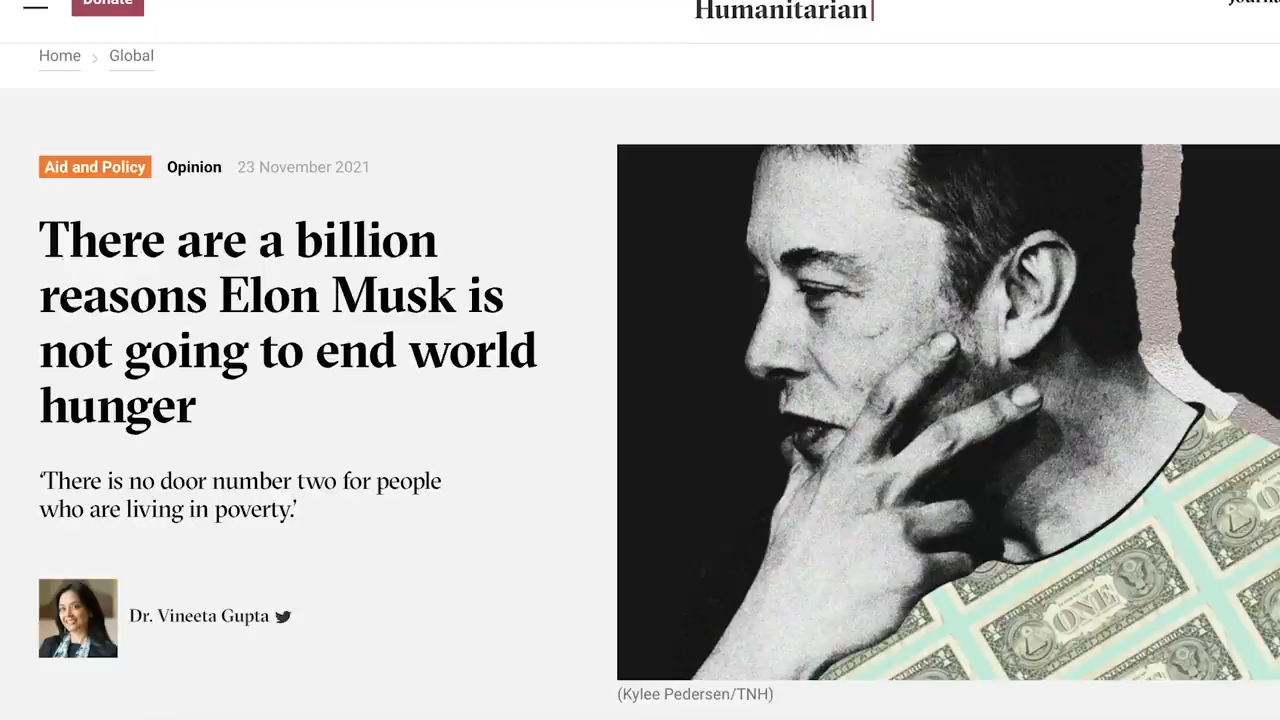 Donate
Humanitarian
Home
Global
Aid and Policy Opinion 23 November 2021
There are a billion
reasons Elon Musk is
not going to end world
hunger
‘There is no door number two for people
who are living in poverty.’
Dr. Vineeta Gupta
ONE
(Kylee Pedersen/TNH)